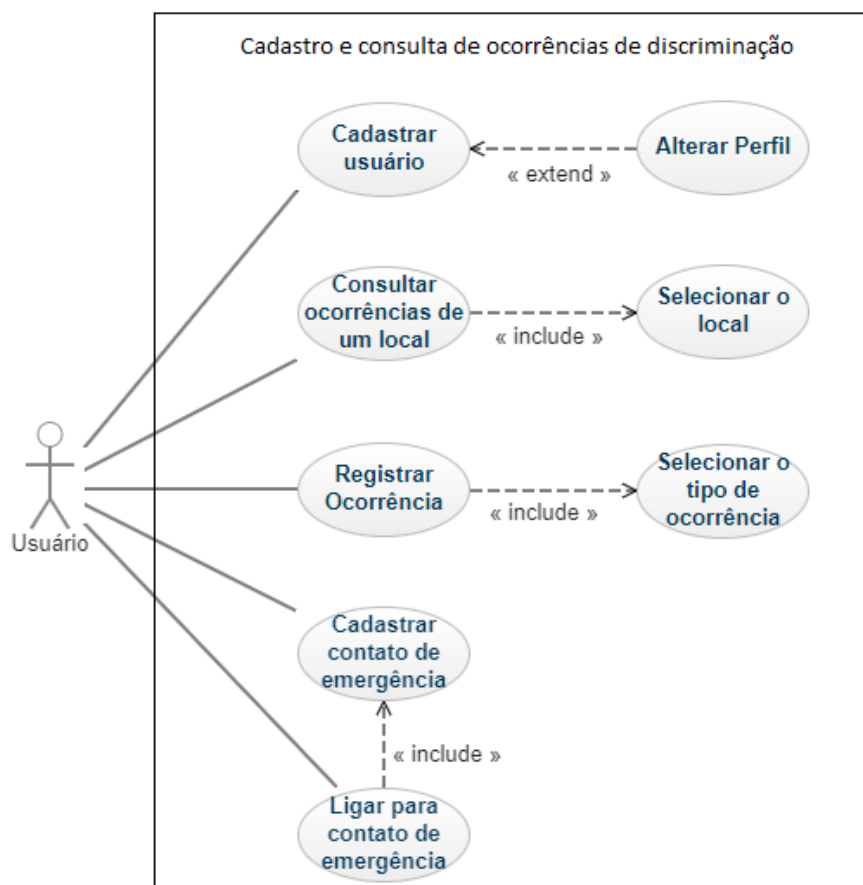 Cadastro e consulta de ocorrências de discriminação
Cadastrar
usuário
« extend »
Alterar Perfil
Consultar
ocorrências de
um local
« include »
Selecionar o
local
Usuário
Registrar
Ocorrência
« include »
Selecionar o
tipo de
ocorrência
Cadastrar
contato de
emergência
« include »
Ligar para
contato de
emergência